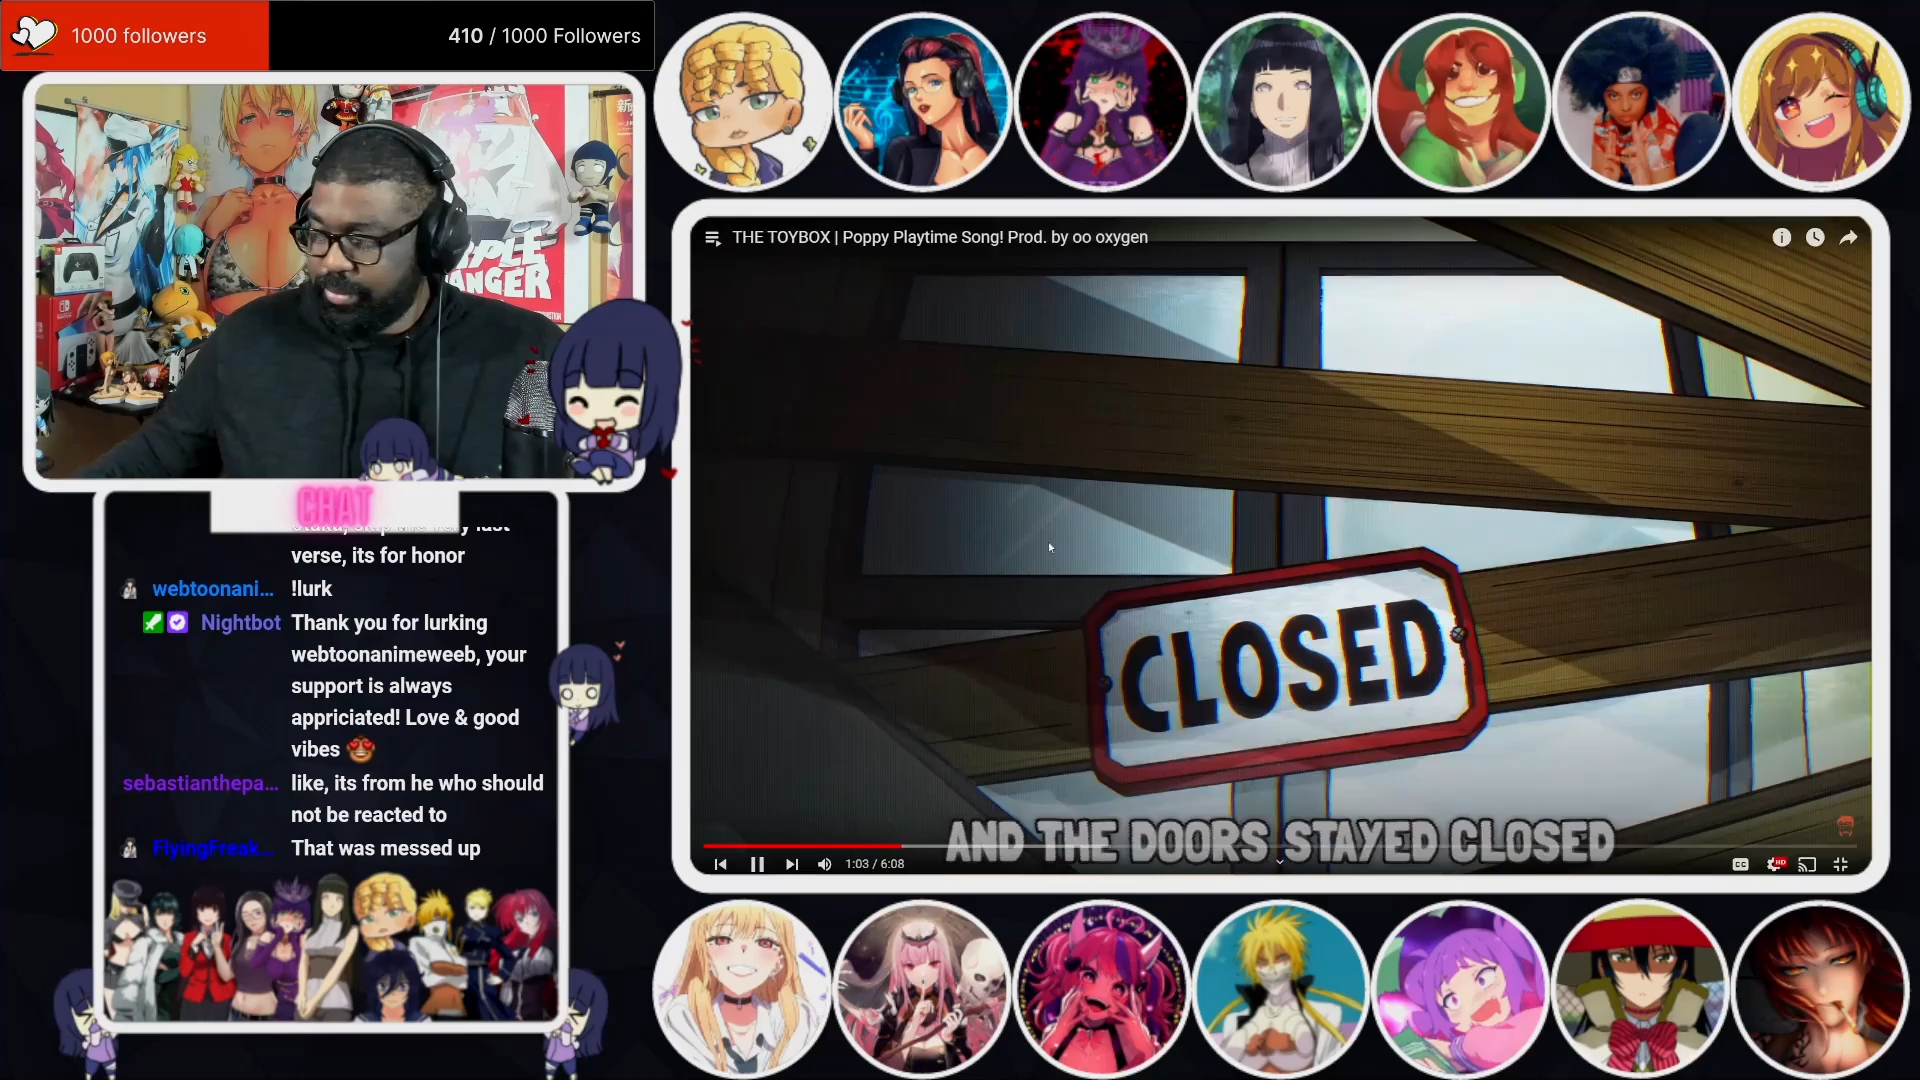 1000 followers
410 / 1000 Followers
THE TOYBOX | Poppy Playtime Song! Prod. by oo oxygen
CHAT
last
verse, its for honor
webtoonani... !lurk
Nightbot Thank you for lurking
webtoonanimeweeb, your
support is always
appriciated! Love & good
vibes
sebastianthepa... like, its from he who should
not be reacted to
FlyingFreak... That was messed up
CLOSED
AND THE DOORS STAYED CLOSED
1:03 / 6:08
CC
HD